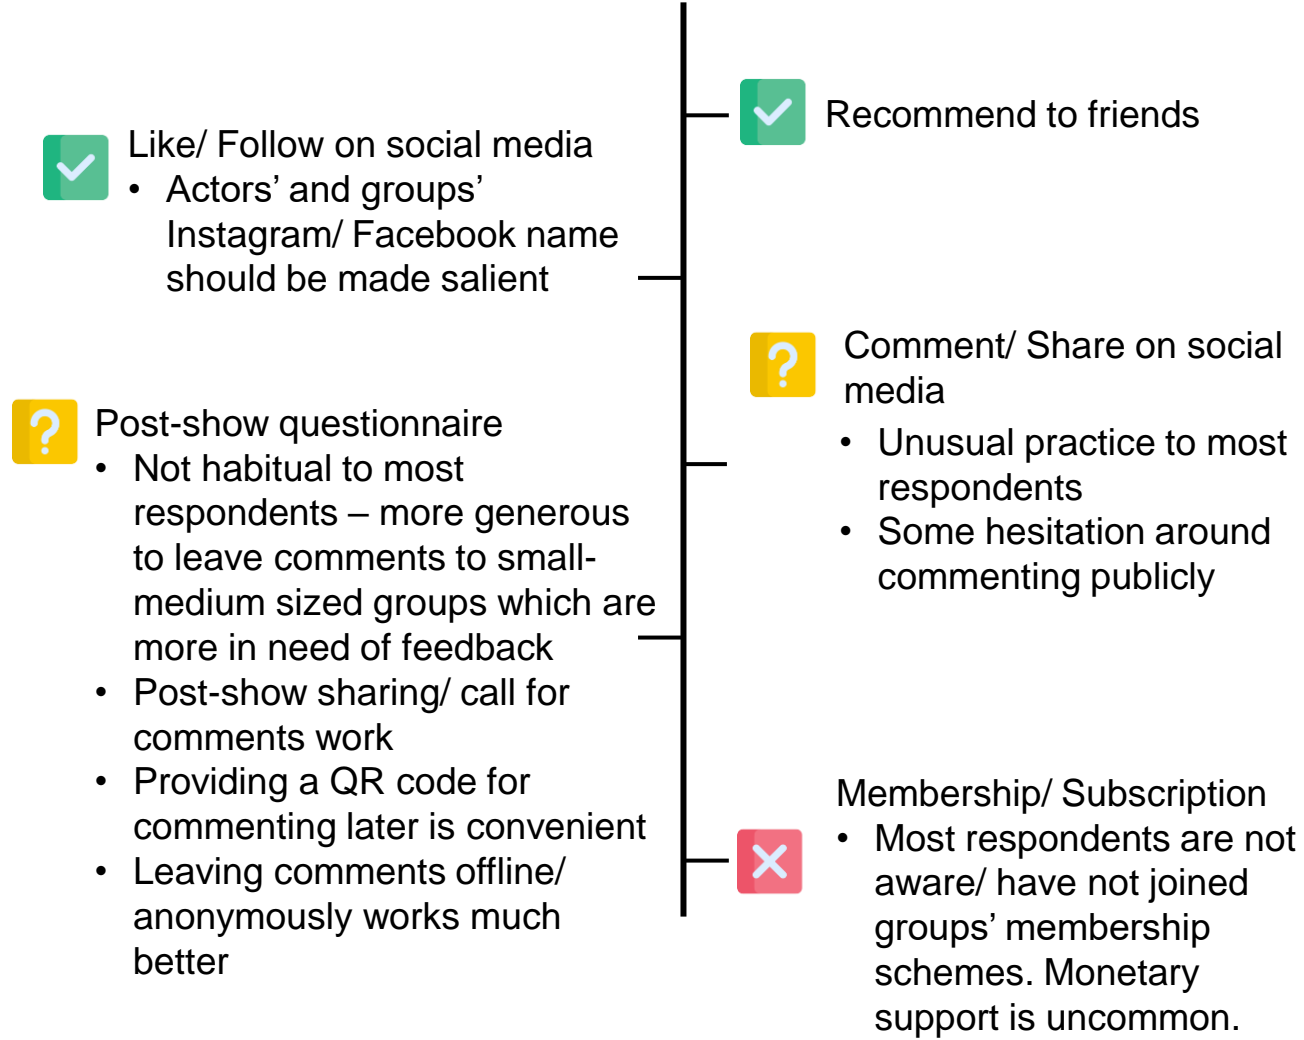 Recommend to friends
Like/ Follow on social media
• Actors’ and groups’
Instagram/ Facebook name
should be made salient
Comment/ Share on social
media
• Unusual practice to most
respondents
• Some hesitation around
commenting publicly
Post-show questionnaire
• Not habitual to most
respondents – more generous
to leave comments to small-
medium sized groups which are
more in need of feedback
• Post-show sharing/ call for
comments work
• Providing a QR code for
commenting later is convenient
• Leaving comments offline/
anonymously works much
better
Membership/ Subscription
• Most respondents are not
aware/ have not joined
groups’ membership
schemes. Monetary
support is uncommon.